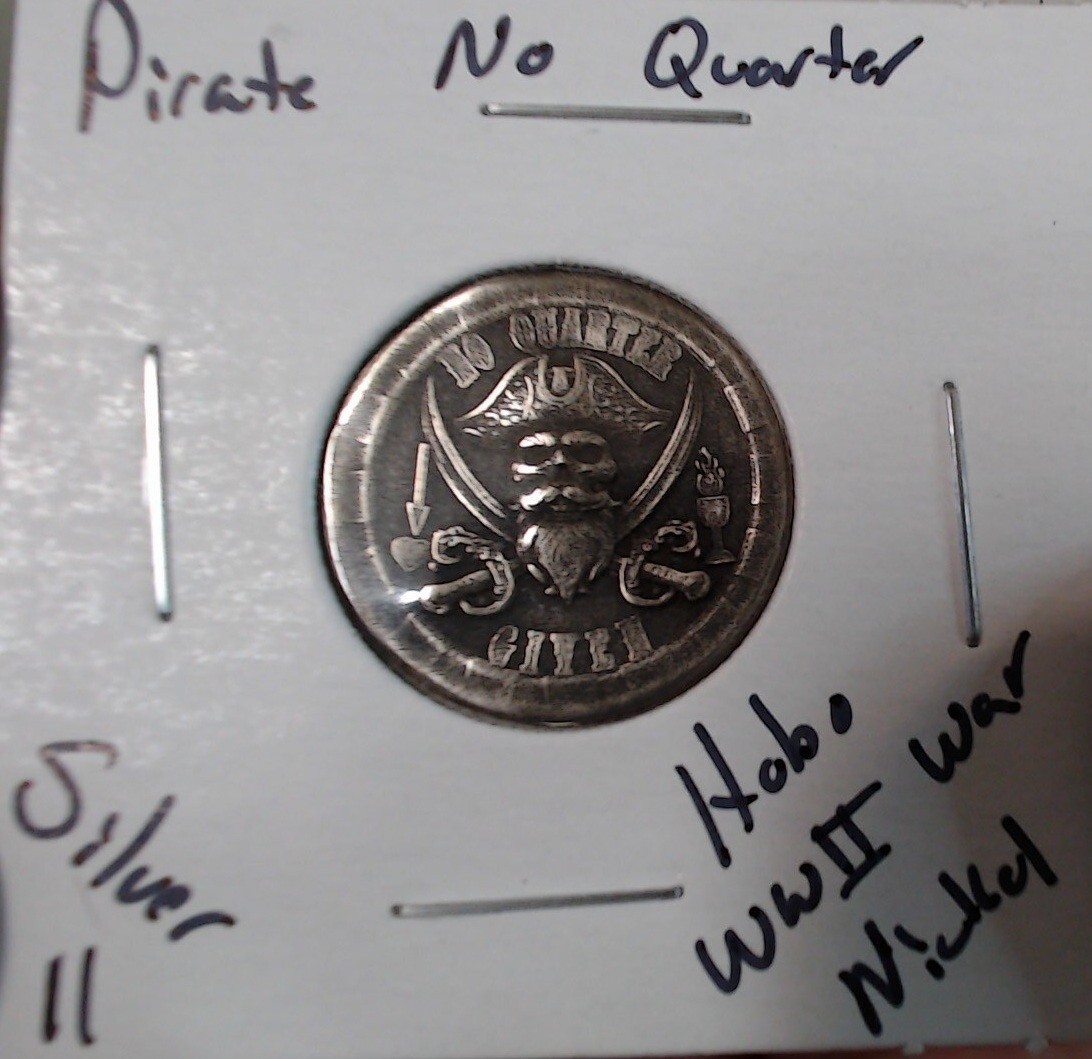 Pirate No Quarter
NO QUARTER
GIVEN
Silver
11
Hobo
WWII War
Nickel